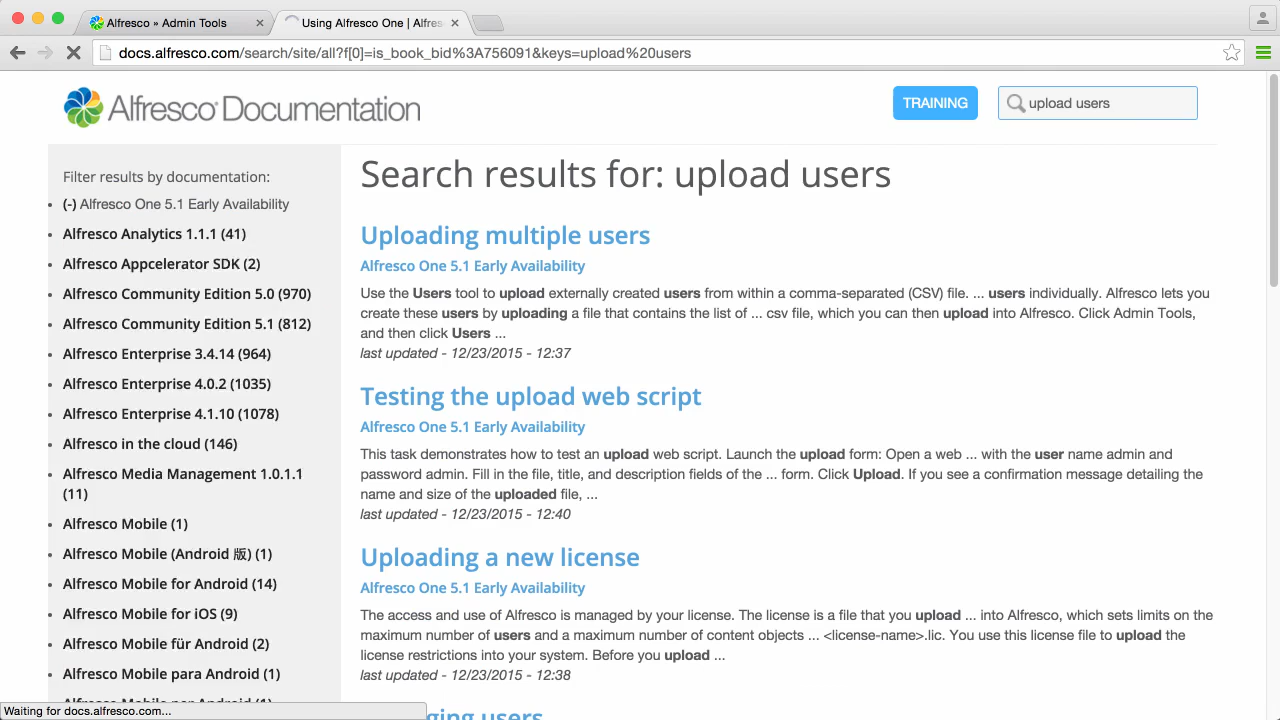 Alfresco » Admin Tools
Using Alfresco One | Alfres
docs.alfresco.com/search/site/all?f[0]=is_book_bid%3A756091&keys=upload%20users
Alfresco Documentation
TRAINING
upload users
Filter results by documentation:
(-) Alfresco One 5.1 Early Availability
Alfresco Analytics 1.1.1 (41)
Alfresco Appcelerator SDK (2)
Alfresco Community Edition 5.0 (970)
Alfresco Community Edition 5.1 (812)
Alfresco Enterprise 3.4.14 (964)
Alfresco Enterprise 4.0.2 (1035)
Alfresco Enterprise 4.1.10 (1078)
Alfresco in the cloud (146)
Alfresco Media Management 1.0.1.1
(11)
Alfresco Mobile (1)
Alfresco Mobile (Android 版) (1)
Alfresco Mobile for Android (14)
Alfresco Mobile for iOS (9)
Alfresco Mobile für Android (2)
Alfresco Mobile para Android (1)
Search results for: upload users
Uploading multiple users
Alfresco One 5.1 Early Availability
Use the Users tool to upload externally created users from within a comma-separated (CSV) file. ... users individually. Alfresco lets you
create these users by uploading a file that contains the list of ... csv file, which you can then upload into Alfresco. Click Admin Tools,
and then click Users ...
last updated - 12/23/2015 - 12:37
Testing the upload web script
Alfresco One 5.1 Early Availability
This task demonstrates how to test an upload web script. Launch the upload form: Open a web ... with the user name admin and
password admin. Fill in the file, title, and description fields of the ... form. Click Upload. If you see a confirmation message detailing the
name and size of the uploaded file, ...
last updated - 12/23/2015 - 12:40
Uploading a new license
Alfresco One 5.1 Early Availability
The access and use of Alfresco is managed by your license. The license is a file that you upload ... into Alfresco, which sets limits on the
maximum number of users and a maximum number of content objects ... <license-name>.lic. You use this license file to upload the
license restrictions into your system. Before you upload ...
last updated - 12/23/2015 - 12:38
users
Waiting for docs.alfresco.com...